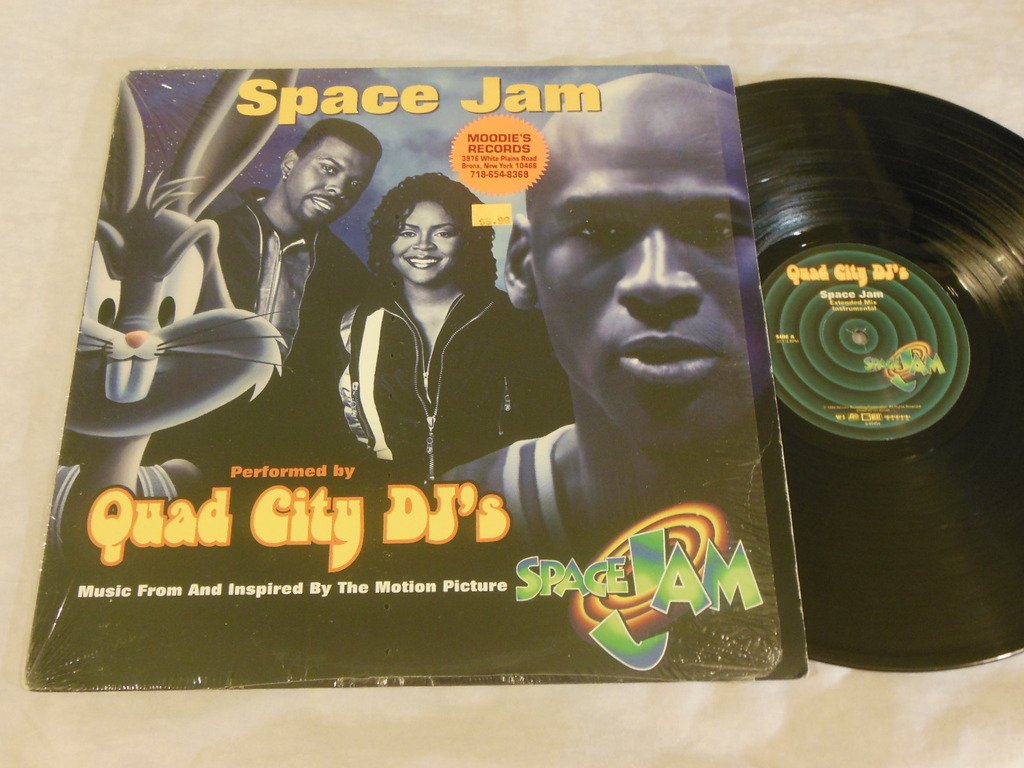 Space Jam
MOODIE'S
RECORDS
3976 White Plains Road
Bronx, New York 10466
718-654-8368
Performed by
Quad City DJ's
Music From And Inspired By The Motion Picture
SPACE JAM
Quad City DJ's
Space Jam
Extended Mix
Instrumental
SIDE A
SPACE JAM